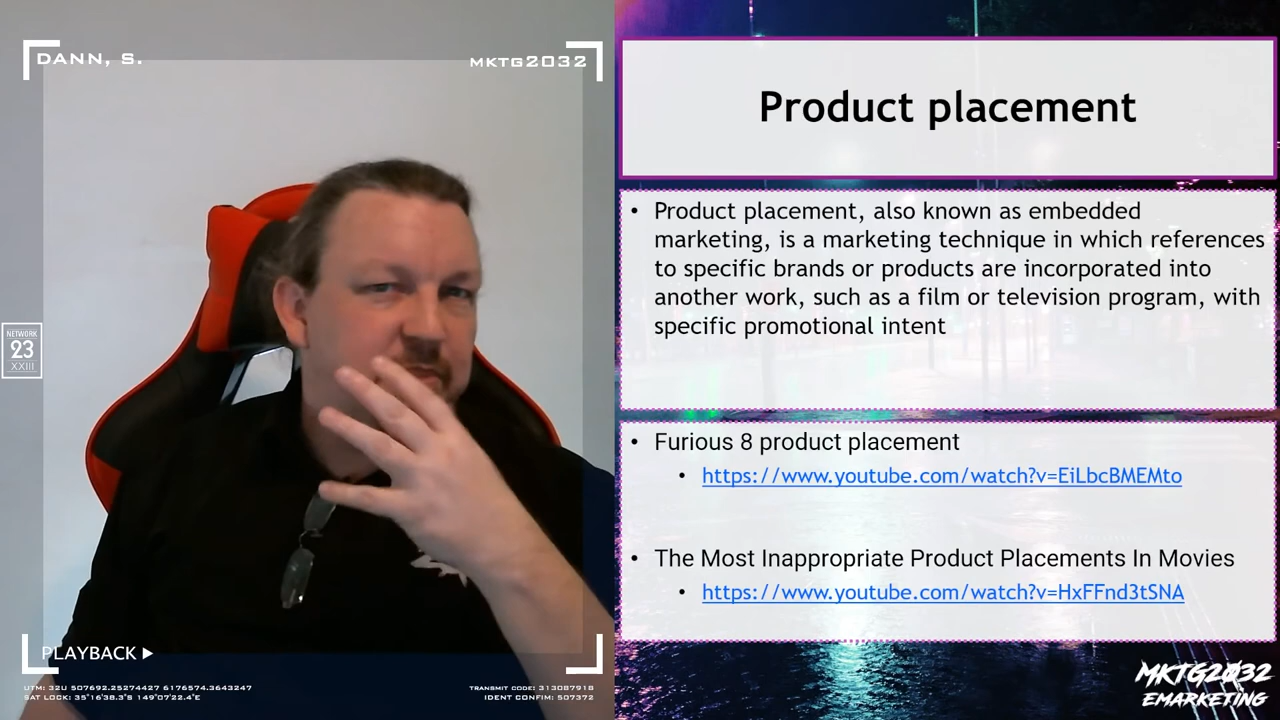 DANN, S.
MKTG2032
NETWORK
23
XXIII
PLAYBACK
UTM: 32U 507692.25274427 6176574.3643247
SAT LOCK: 35°16'38.3"S 149°07'22.4"E
TRANSMIT CODE: 313087918
IDENT CONFIM: 507372
Product placement
• Product placement, also known as embedded
marketing, is a marketing technique in which references
to specific brands or products are incorporated into
another work, such as a film or television program, with
specific promotional intent
• Furious 8 product placement
• https://www.youtube.com/watch?v=EiLbcBMEMto
• The Most Inappropriate Product Placements In Movies
• https://www.youtube.com/watch?v=HxFFnd3tSNA
MKTG2032
EMARKETING